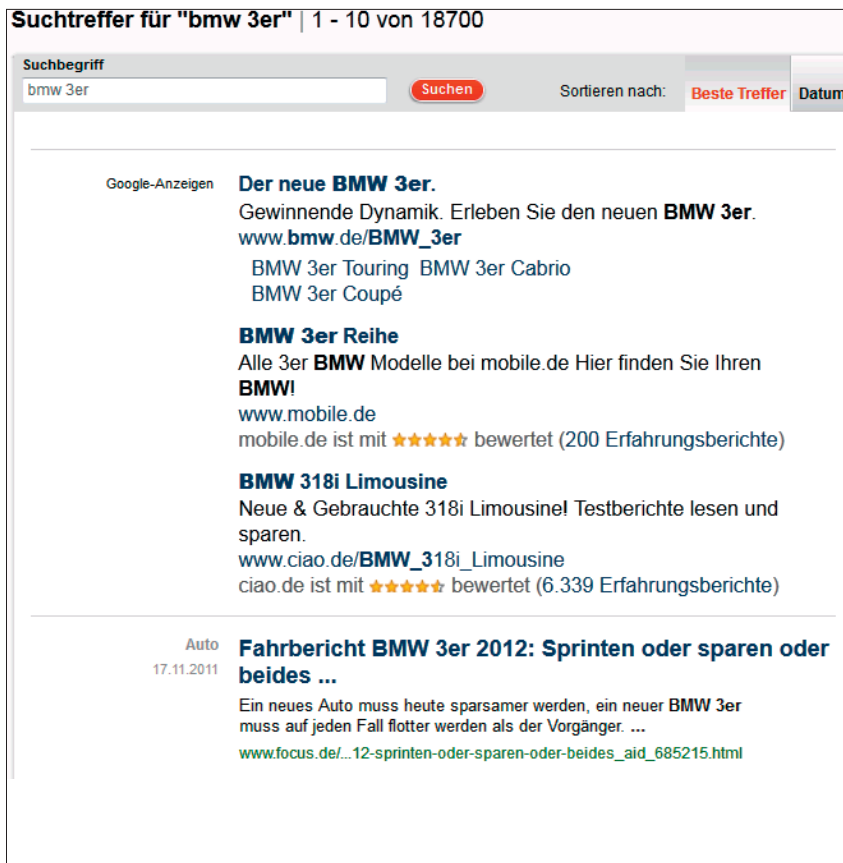 Suchtreffer für "bmw 3er" | 1 - 10 von 18700
Suchbegriff
bmw 3er
Suchen
Sortieren nach:
Beste Treffer
Datum
Google-Anzeigen
Der neue BMW 3er.
Gewinnende Dynamik. Erleben Sie den neuen BMW 3er.
www.bmw.de/BMW_3er
BMW 3er Touring BMW 3er Cabrio
BMW 3er Coupé
BMW 3er Reihe
Alle 3er BMW Modelle bei mobile.de Hier finden Sie Ihren
BMW!
www.mobile.de
mobile.de ist mit bewertet (200 Erfahrungsberichte)
BMW 318i Limousine
Neue & Gebrauchte 318i Limousine! Testberichte lesen und
sparen.
www.ciao.de/BMW_318i_Limousine
ciao.de ist mit bewertet (6.339 Erfahrungsberichte)
Auto
17.11.2011
Fahrbericht BMW 3er 2012: Sprinten oder sparen oder
beides ...
Ein neues Auto muss heute sparsamer werden, ein neuer BMW 3er
muss auf jeden Fall flotter werden als der Vorgänger. ...
www.focus.de/...12-sprinten-oder-sparen-oder-beides_aid_685215.html